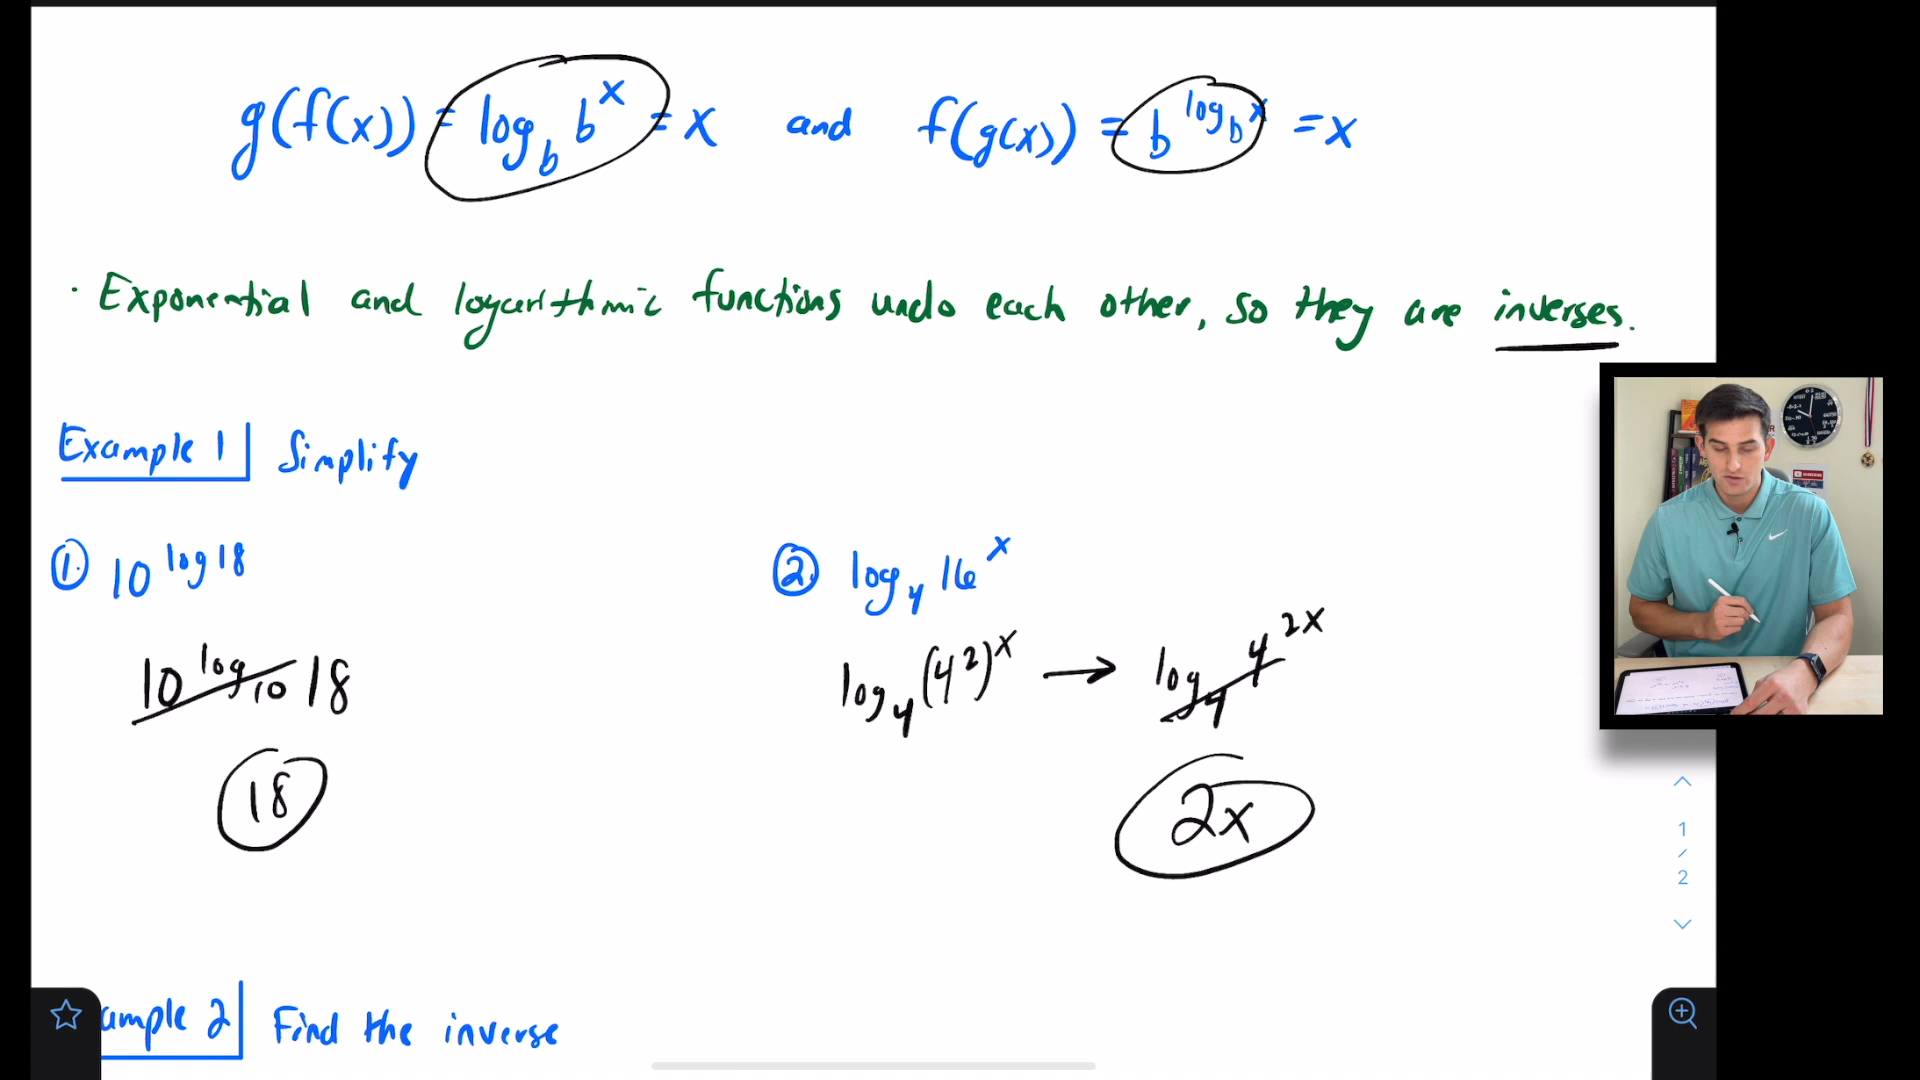 g(f(x)) = log_b b^x = x and f(g(x)) = b^{log_b x} = x
· Exponential and logarithmic functions undo each other, so they are inverses.
Example 1 Simplify
① 10^{log 18}
② log_4 16^x
10^{log_10 18}
log_4 (4^2)^x → log_4 4^{2x}
18
2x
1
/
2
ample 2 Find the inverse